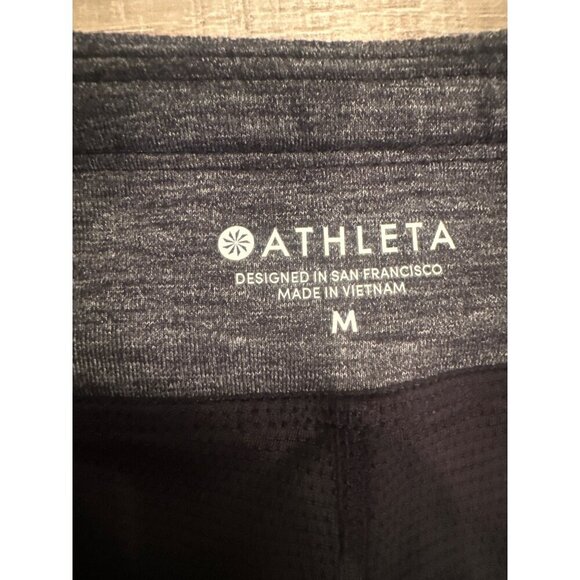 ATHLETA
DESIGNED IN SAN FRANCISCO
MADE IN VIETNAM
M